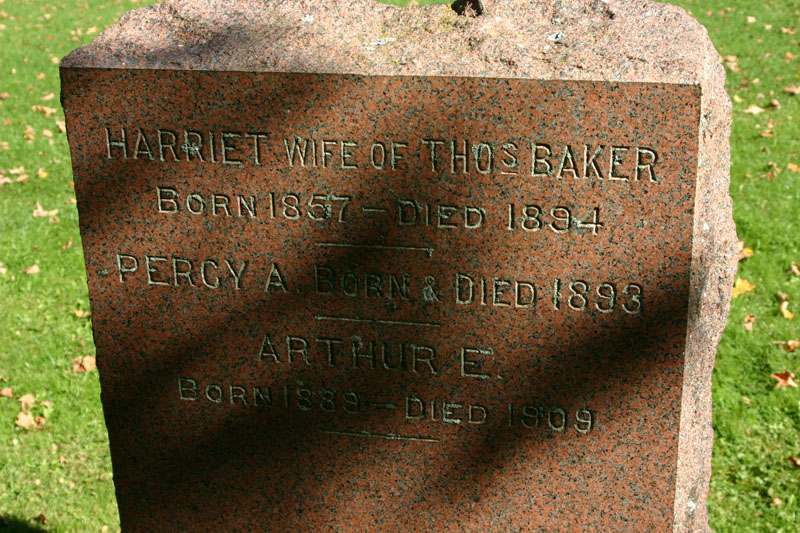 HARRIET WIFE OF THOS BAKER
BORN 1857 – DIED 1894
PERCY A. BORN & DIED 1893
ARTHUR E.
BORN 1889 – DIED 1909